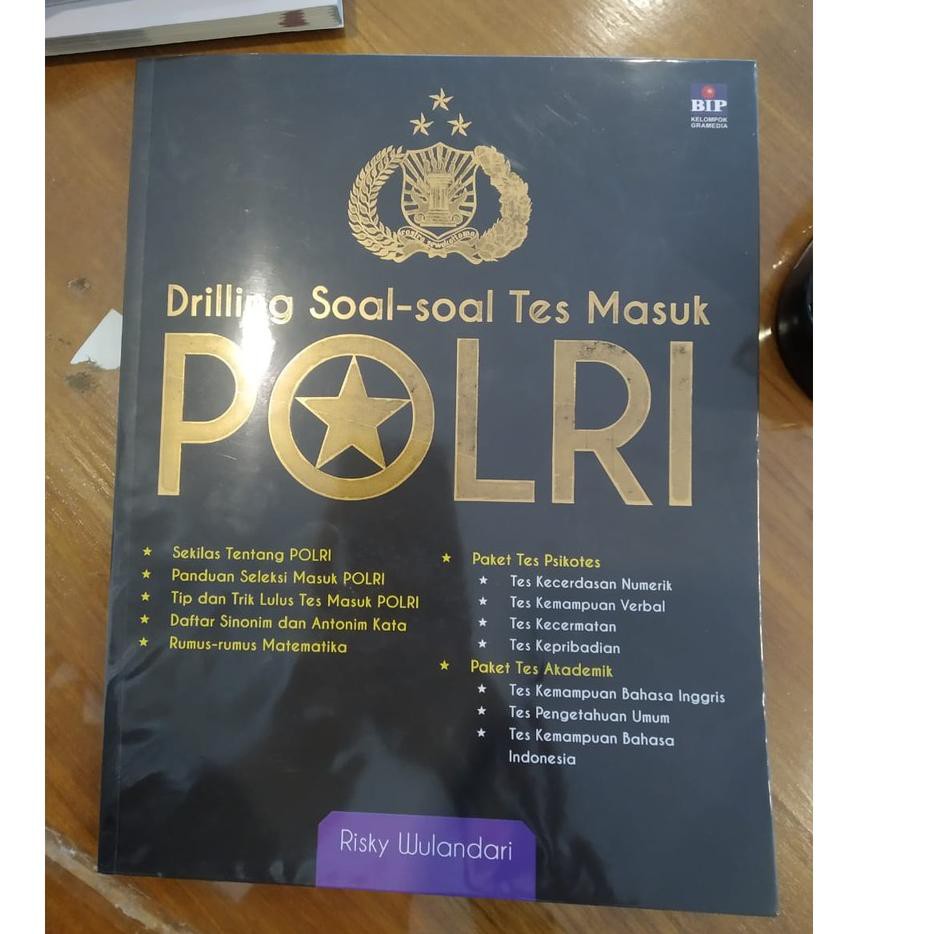 BIP
KELOMPOK
GRAMEDIA
Drilling Soal-soal Tes Masuk
POLRI
Sekilas Tentang POLRI
Panduan Seleksi Masuk POLRI
Tip dan Trik Lulus Tes Masuk POLRI
Daftar Sinonim dan Antonim Kata
Rumus-rumus Matematika
Paket Tes Psikotes
Tes Kecerdasan Numerik
Tes Kemampuan Verbal
Tes Kecermatan
Tes Kepribadian
Paket Tes Akademik
Tes Kemampuan Bahasa Inggris
Tes Pengetahuan Umum
Tes Kemampuan Bahasa
Indonesia
Risky Wulandari